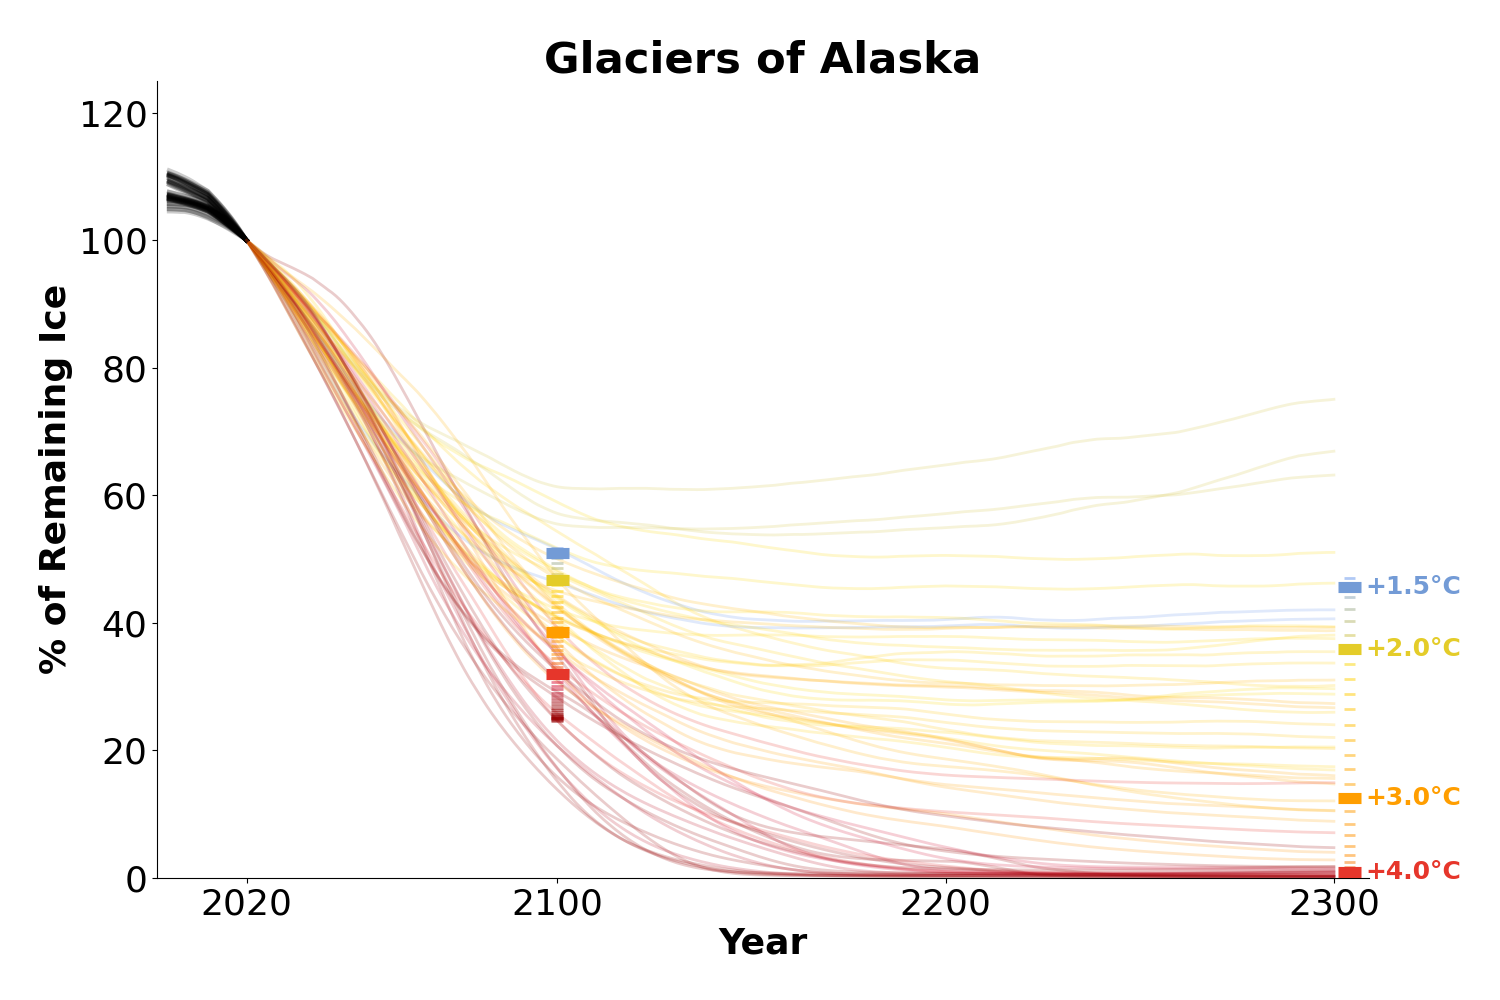 Glaciers of Alaska
% of Remaining Ice
120
100
80
60
40
20
0
+1.5°C
+2.0°C
+3.0°C
+4.0°C
2020
2100
2200
2300
Year